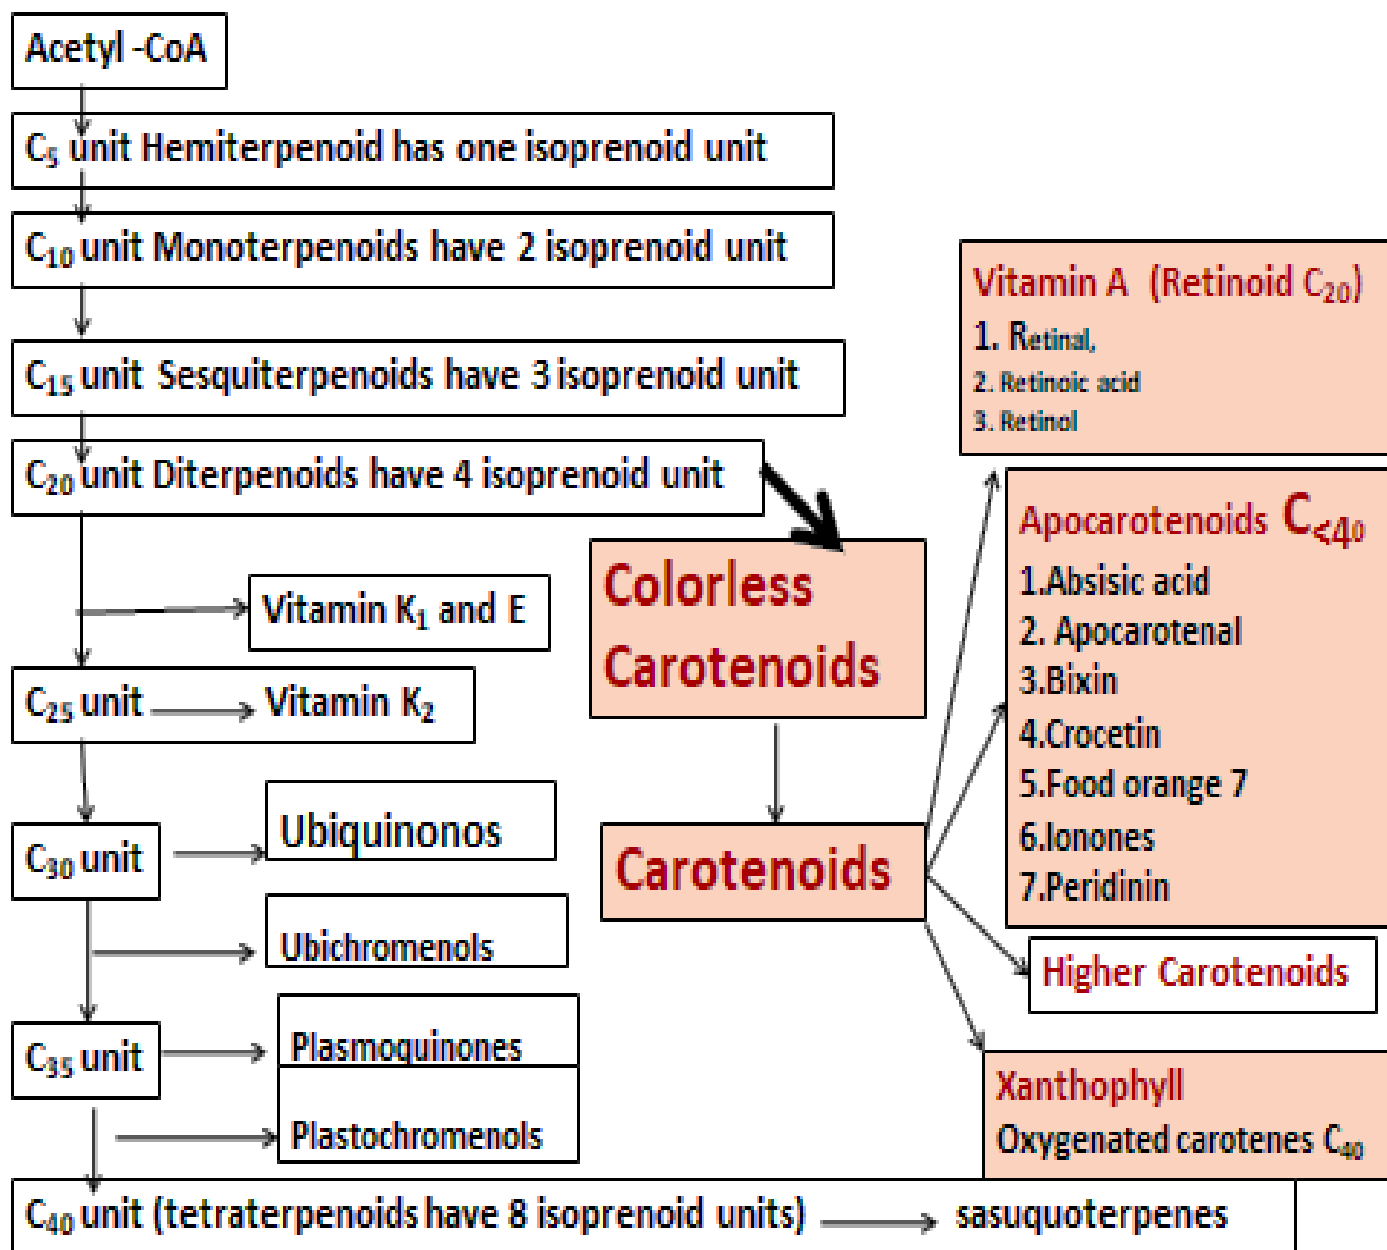 Acetyl -CoA
C₅ unit Hemiterpenoid has one isoprenoid unit
C₁₀ unit Monoterpenoids have 2 isoprenoid unit
C₁₅ unit Sesquiterpenoids have 3 isoprenoid unit
C₂₀ unit Diterpenoids have 4 isoprenoid unit
Vitamin K₁ and E
C₂₅ unit Vitamin K₂
C₃₀ unit
Ubiquinonos
Ubichromenols
C₃₅ unit
Plasmoquinones
Plastochromenols
C₄₀ unit (tetraterpenoids have 8 isoprenoid units) sasuquoterpenes
Colorless
Carotenoids
Carotenoids
Vitamin A (Retinoid C₂₀)
1. Retinal,
2. Retinoic acid
3. Retinol
Apocarotenoids C<₄₀
1.Absisic acid
2. Apocarotenal
3.Bixin
4.Crocetin
5.Food orange 7
6.Ionones
7.Peridinin
Higher Carotenoids
Xanthophyll
Oxygenated carotenes C₄₀